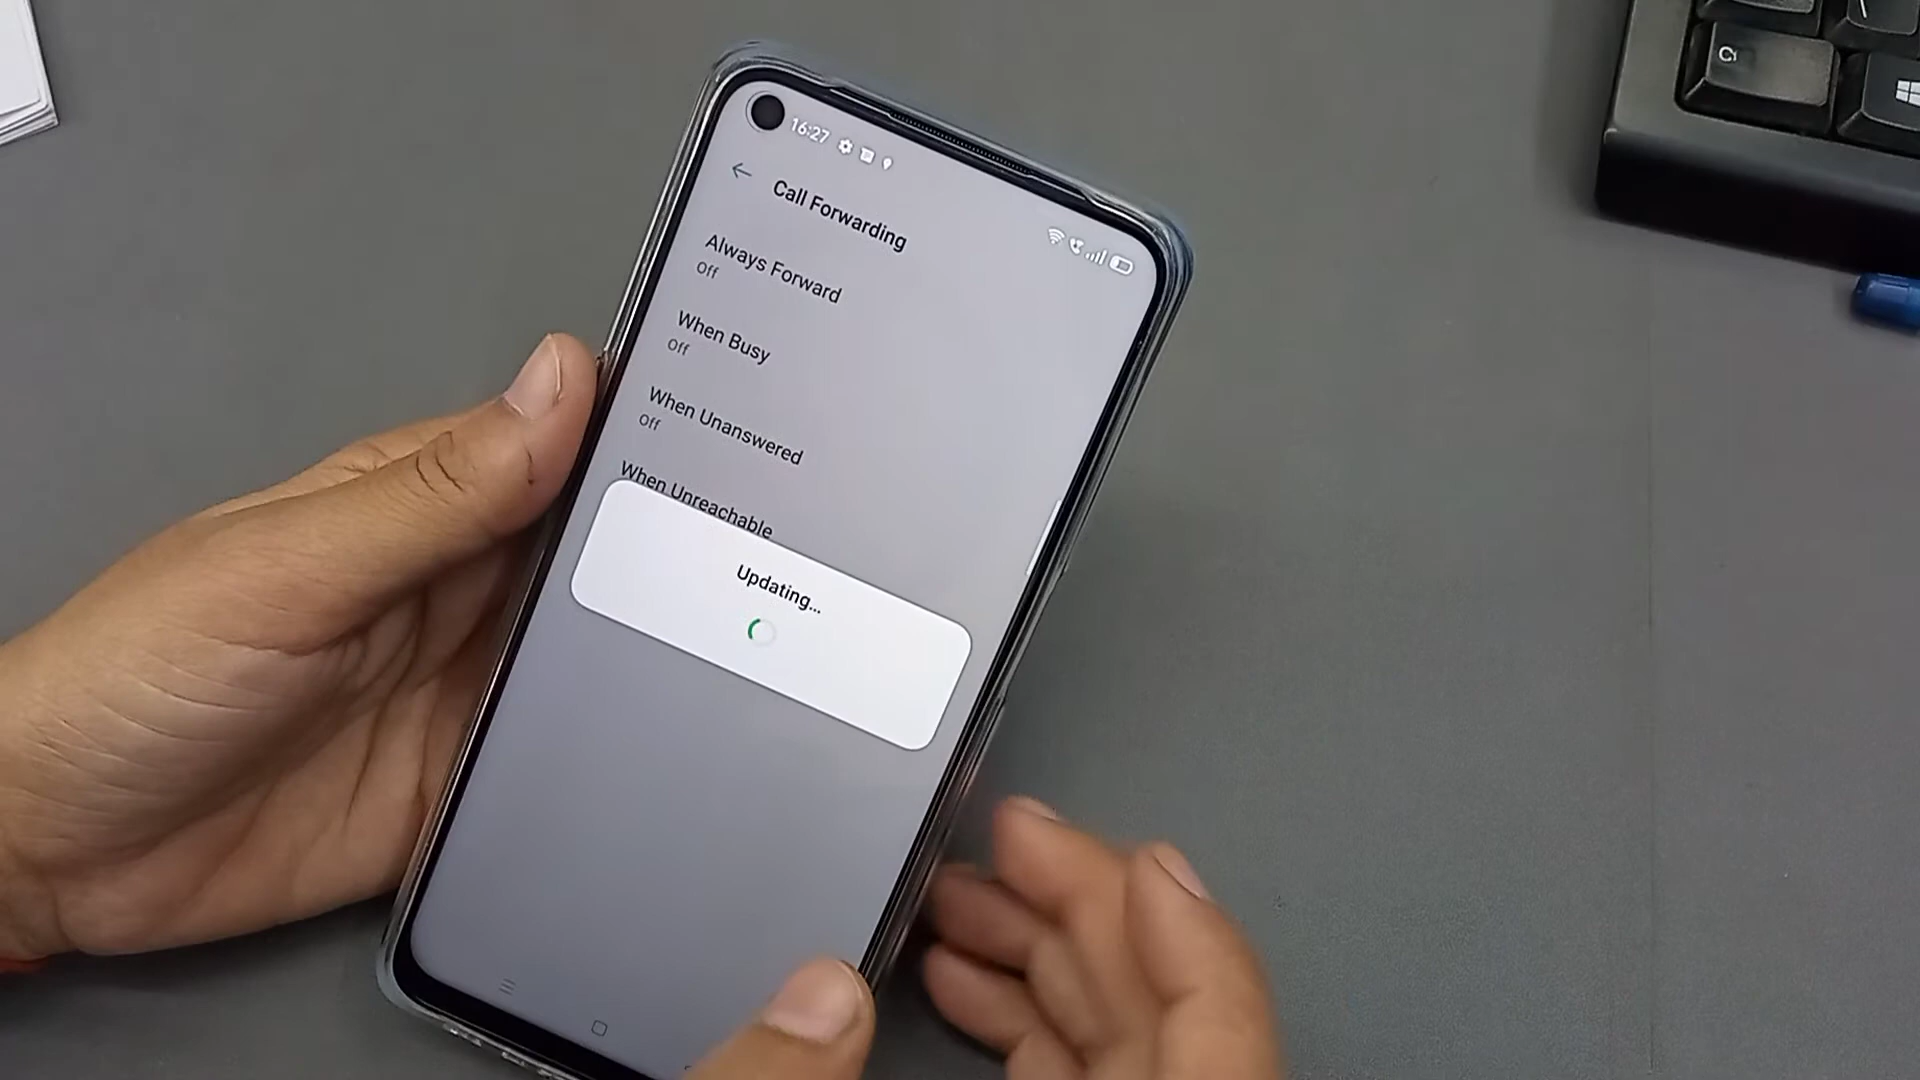 16:27
Call Forwarding
Always Forward
Off
When Busy
Off
When Unanswered
Off
When Unreachable
Updating...